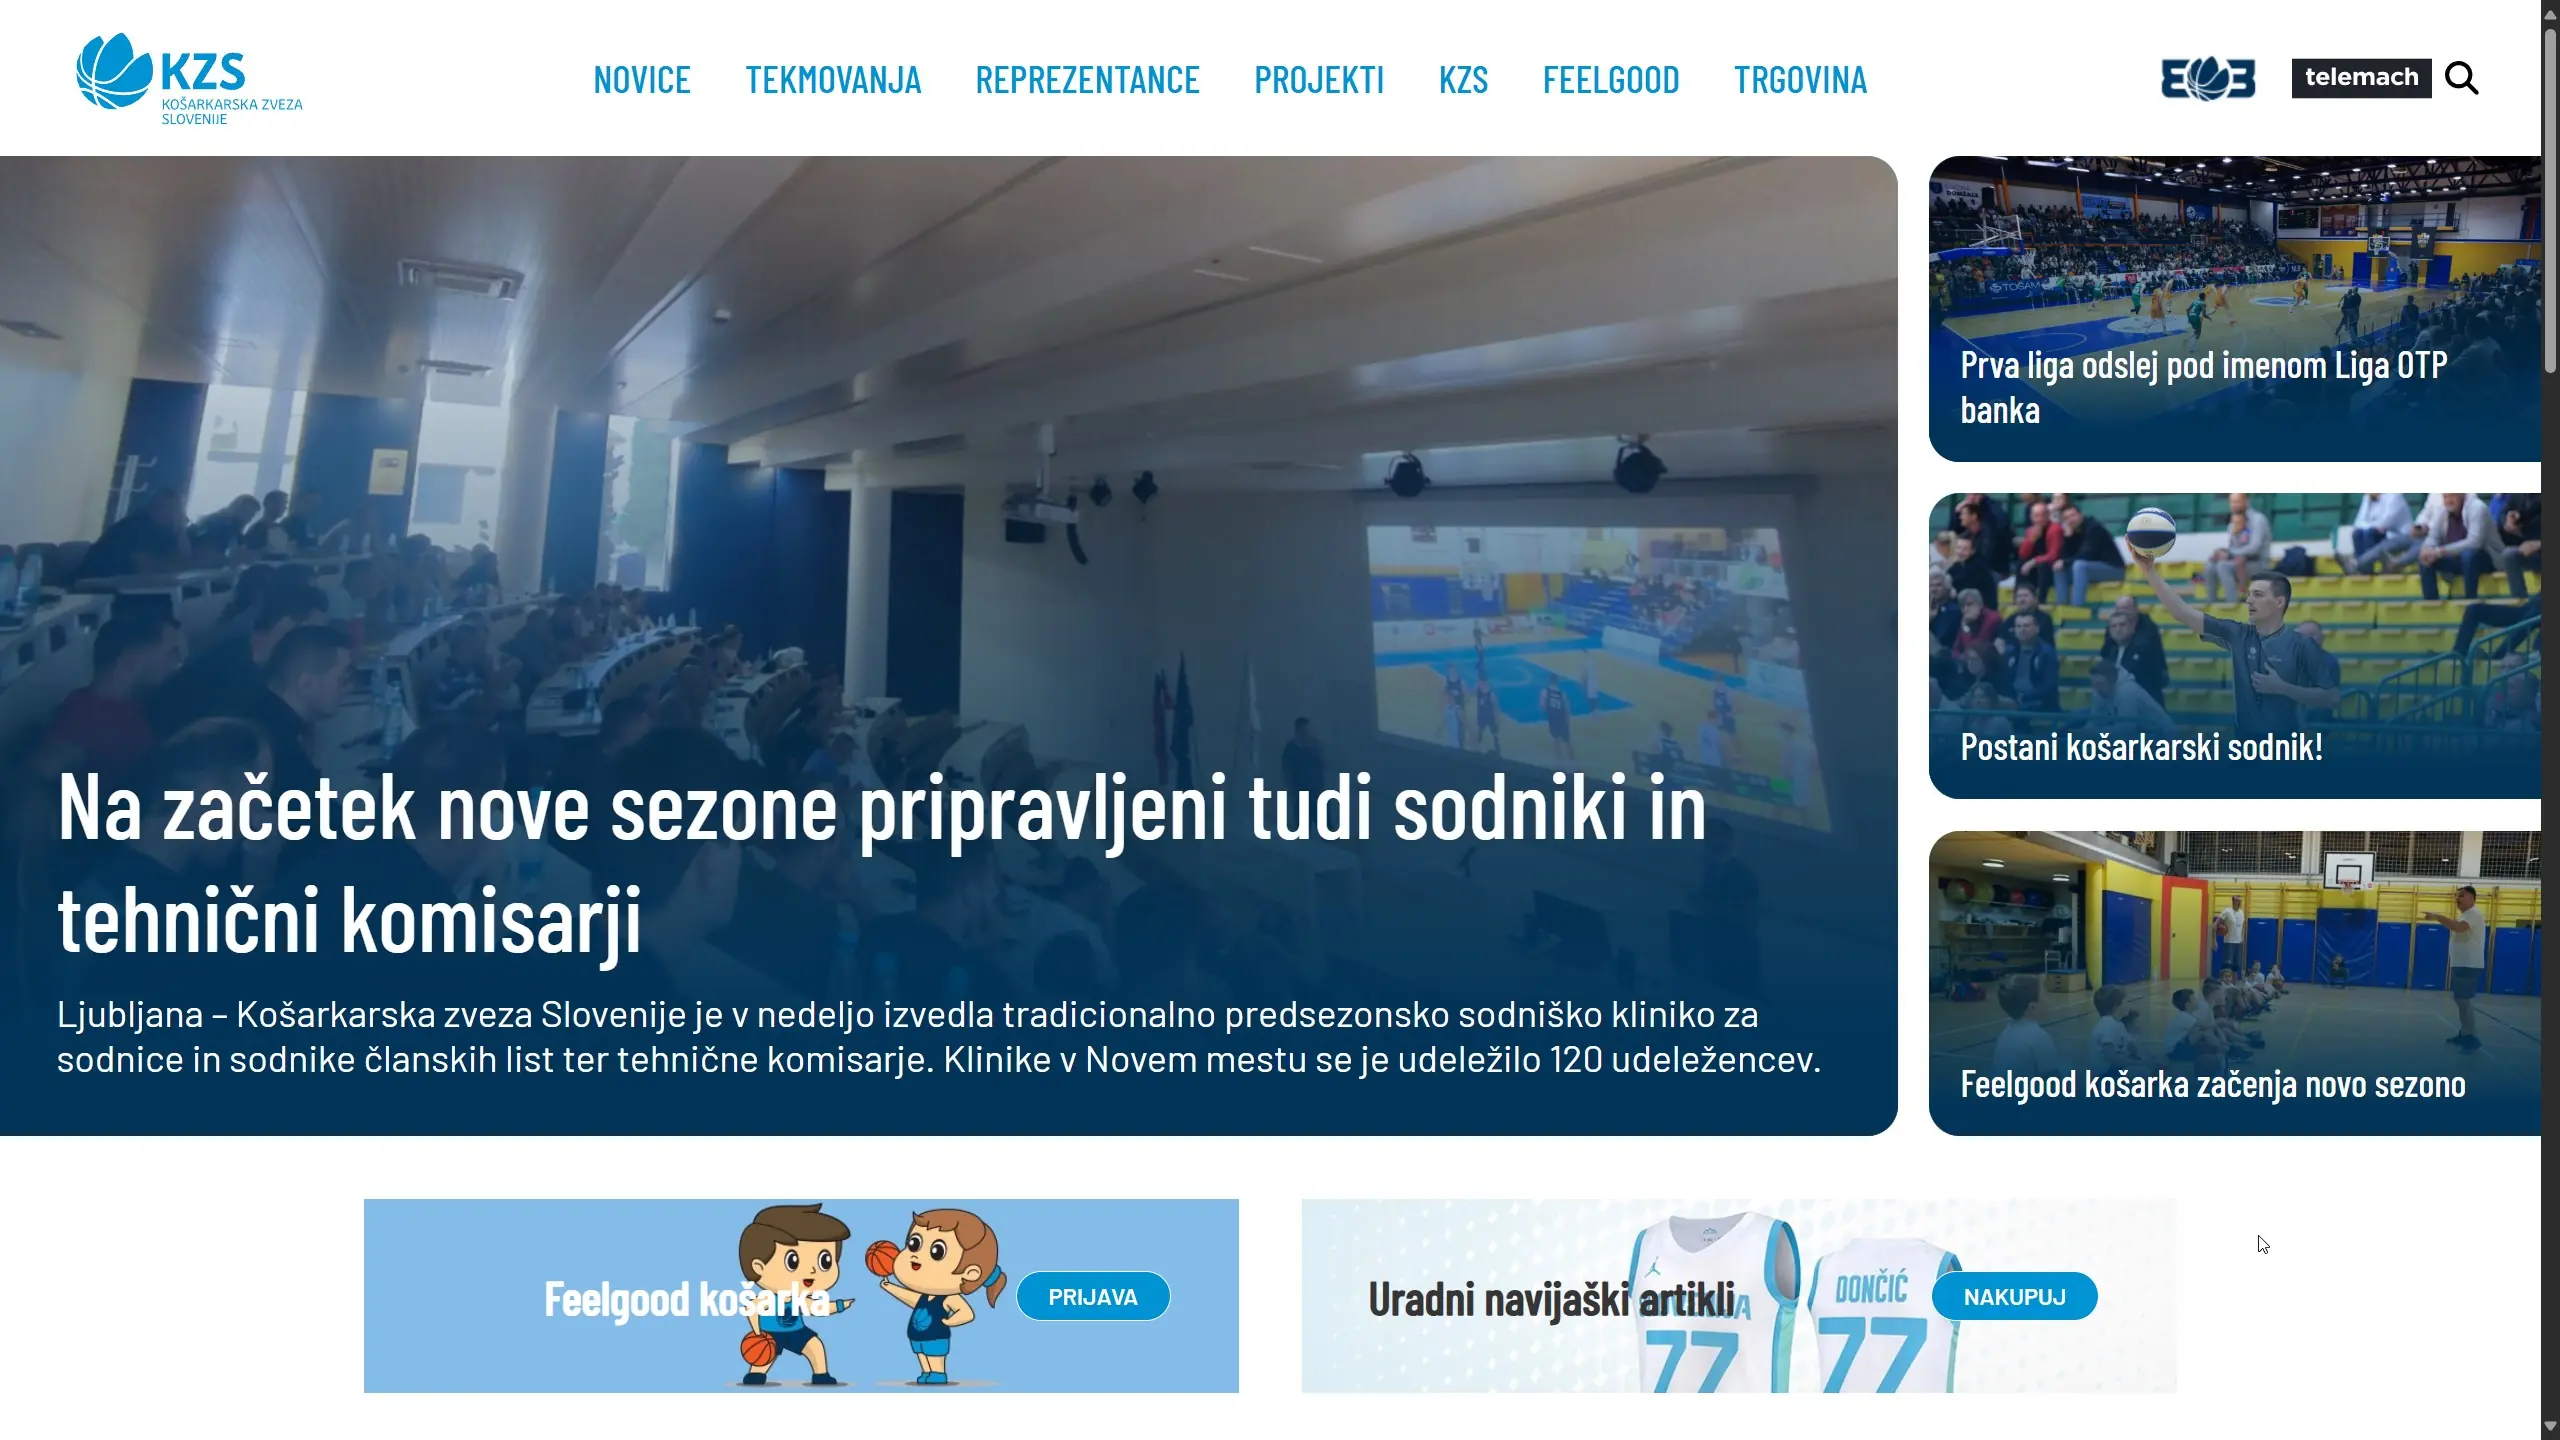 KZS
KOŠARKARSKA ZVEZA
SLOVENIJE
NOVICE
TEKMOVANJA
REPREZENTANCE
PROJEKTI
KZS
FEELGOOD
TRGOVINA
telemach
Na začetek nove sezone pripravljeni tudi sodniki in
tehnični komisarji
Ljubljana – Košarkarska zveza Slovenije je v nedeljo izvedla tradicionalno predsezonsko sodniško kliniko za
sodnice in sodnike članskih list ter tehnične komisarje. Klinike v Novem mestu se je udeležilo 120 udeležencev.
Prva liga odslej pod imenom Liga OTP
banka
Postani košarkarski sodnik!
Feelgood košarka začenja novo sezono
Feelgood košarka
PRIJAVA
Uradni navijaški artikli
77
DONČIĆ
77
NAKUPUJ